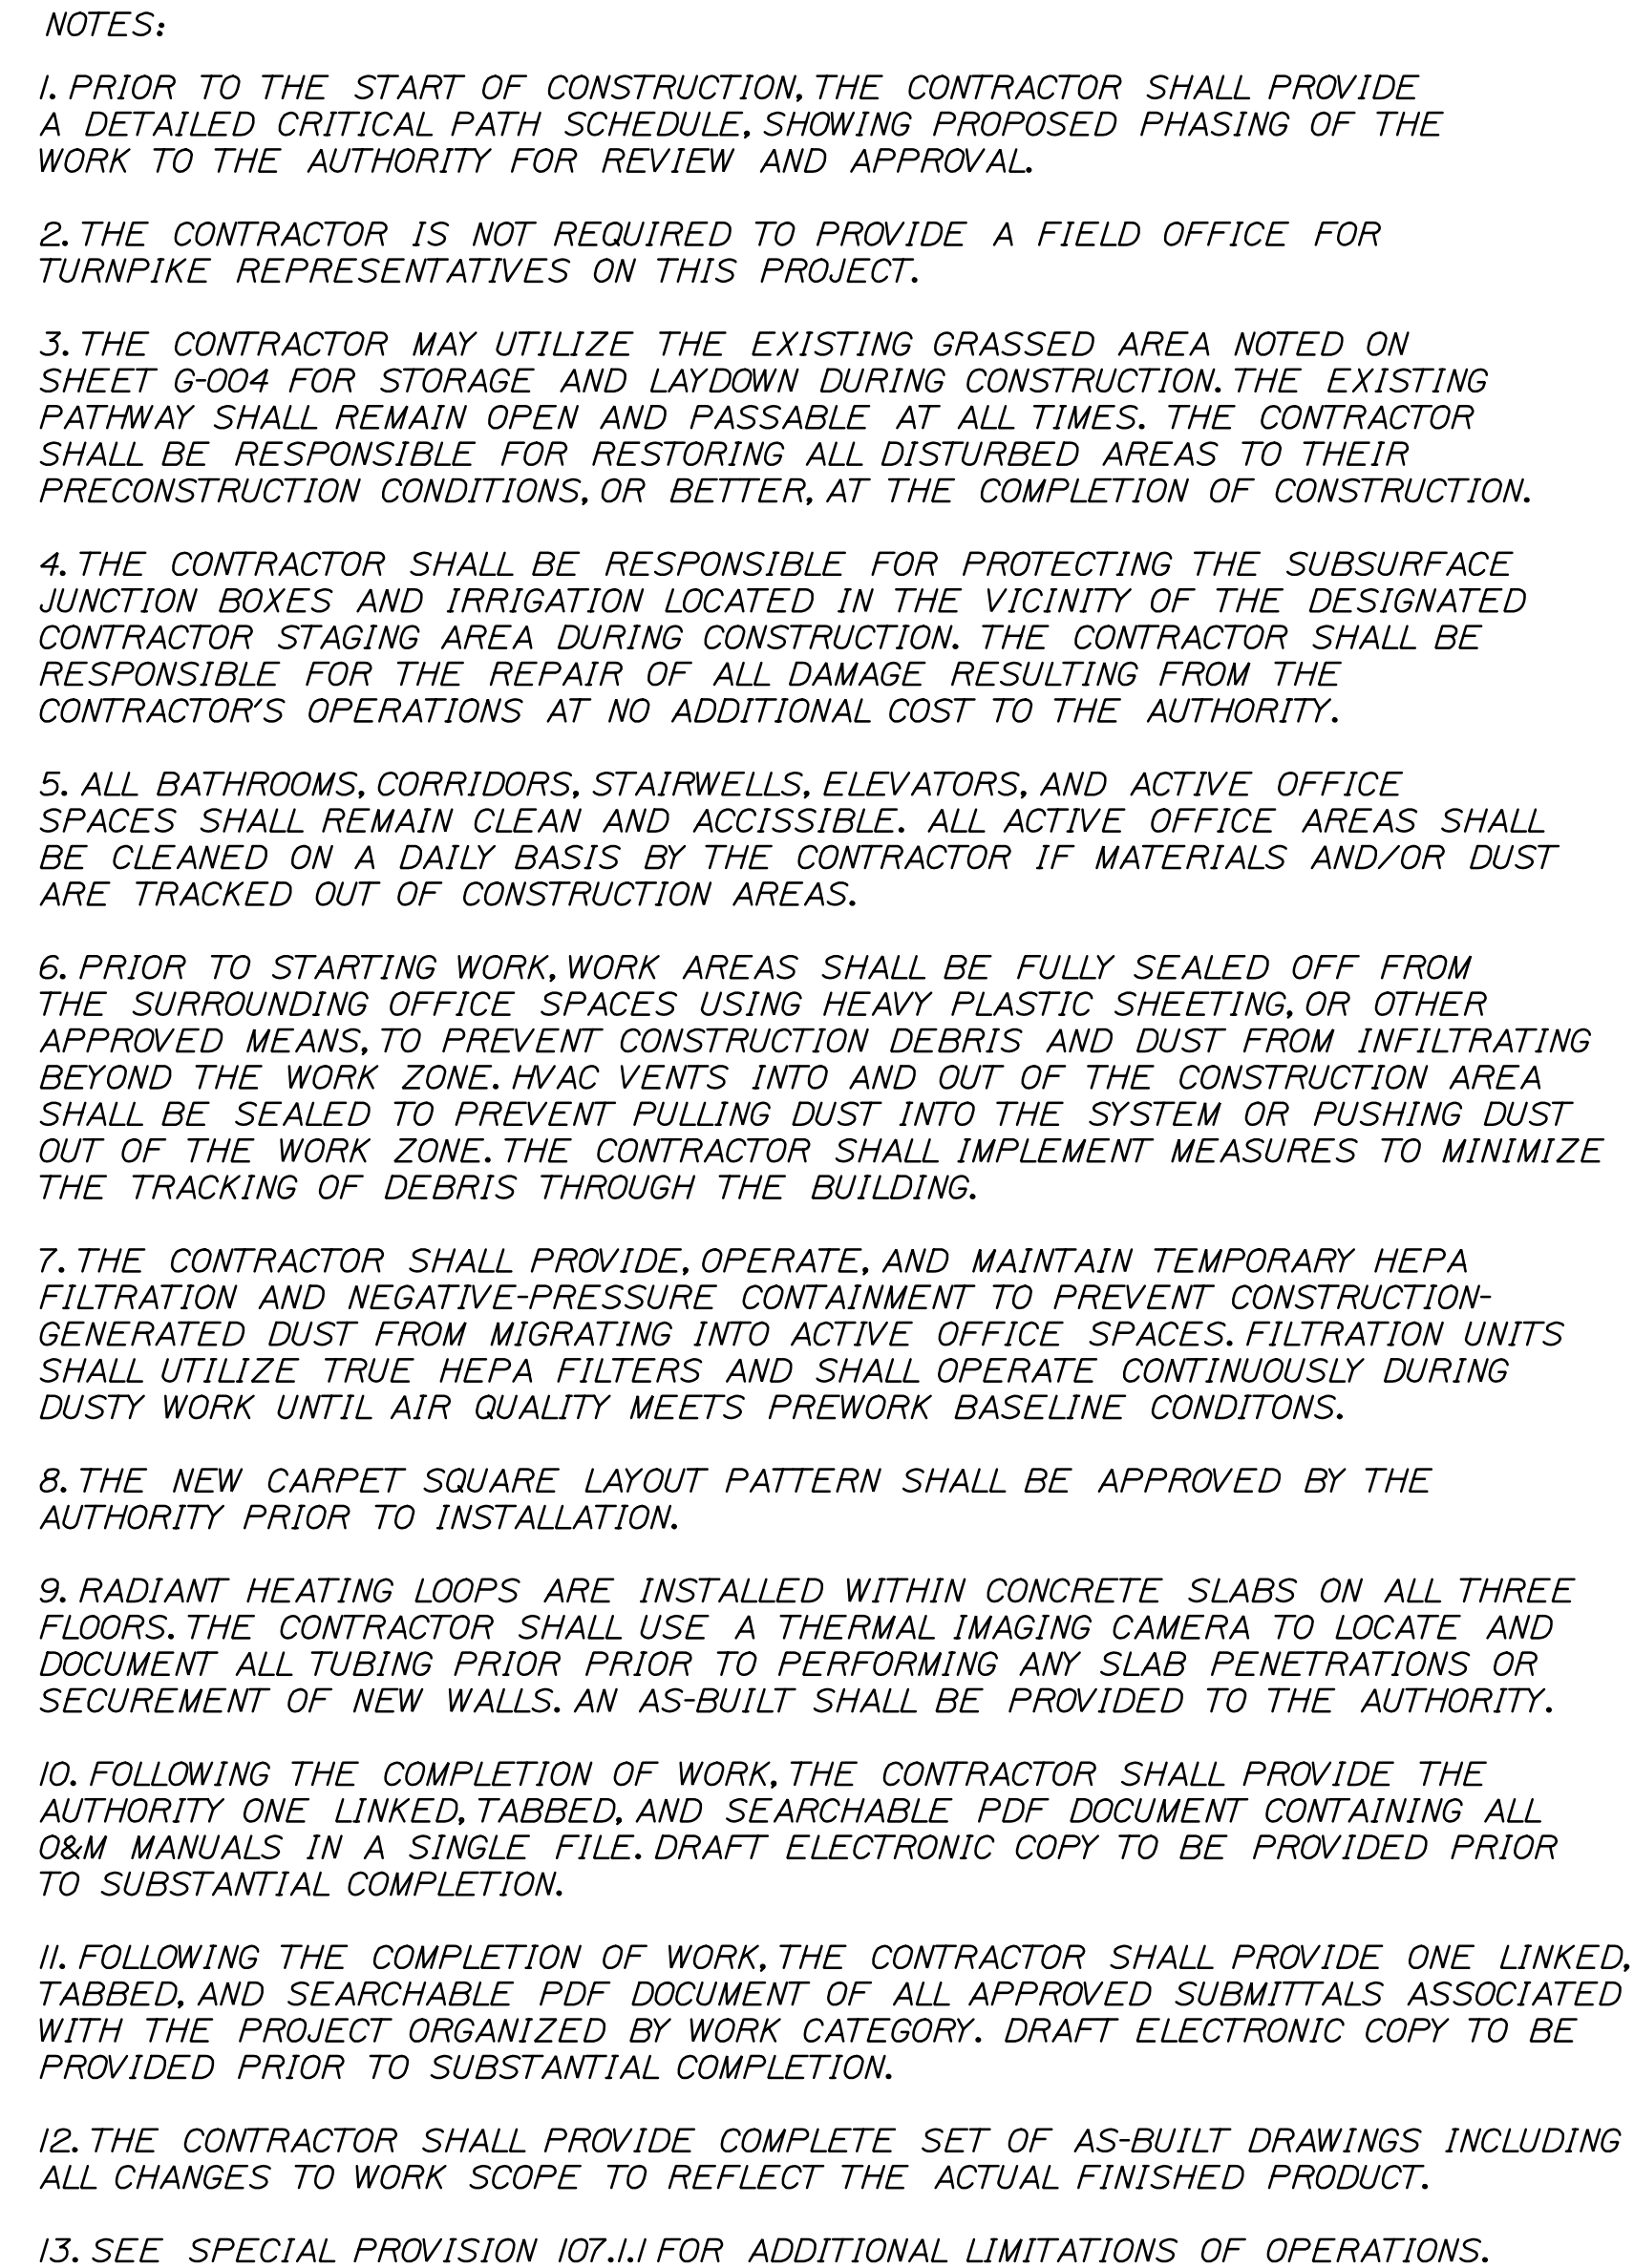 NOTES:
1. PRIOR TO THE START OF CONSTRUCTION, THE CONTRACTOR SHALL PROVIDE
A DETAILED CRITICAL PATH SCHEDULE, SHOWING PROPOSED PHASING OF THE
WORK TO THE AUTHORITY FOR REVIEW AND APPROVAL.
2. THE CONTRACTOR IS NOT REQUIRED TO PROVIDE A FIELD OFFICE FOR
TURNPIKE REPRESENTATIVES ON THIS PROJECT.
3. THE CONTRACTOR MAY UTILIZE THE EXISTING GRASSED AREA NOTED ON
SHEET G-004 FOR STORAGE AND LAYDOWN DURING CONSTRUCTION. THE EXISTING
PATHWAY SHALL REMAIN OPEN AND PASSABLE AT ALL TIMES. THE CONTRACTOR
SHALL BE RESPONSIBLE FOR RESTORING ALL DISTURBED AREAS TO THEIR
PRECONSTRUCTION CONDITIONS, OR BETTER, AT THE COMPLETION OF CONSTRUCTION.
4. THE CONTRACTOR SHALL BE RESPONSIBLE FOR PROTECTING THE SUBSURFACE
JUNCTION BOXES AND IRRIGATION LOCATED IN THE VICINITY OF THE DESIGNATED
CONTRACTOR STAGING AREA DURING CONSTRUCTION. THE CONTRACTOR SHALL BE
RESPONSIBLE FOR THE REPAIR OF ALL DAMAGE RESULTING FROM THE
CONTRACTOR'S OPERATIONS AT NO ADDITIONAL COST TO THE AUTHORITY.
5. ALL BATHROOMS, CORRIDORS, STAIRWELLS, ELEVATORS, AND ACTIVE OFFICE
SPACES SHALL REMAIN CLEAN AND ACCISSIBLE. ALL ACTIVE OFFICE AREAS SHALL
BE CLEANED ON A DAILY BASIS BY THE CONTRACTOR IF MATERIALS AND/OR DUST
ARE TRACKED OUT OF CONSTRUCTION AREAS.
6. PRIOR TO STARTING WORK, WORK AREAS SHALL BE FULLY SEALED OFF FROM
THE SURROUNDING OFFICE SPACES USING HEAVY PLASTIC SHEETING, OR OTHER
APPROVED MEANS, TO PREVENT CONSTRUCTION DEBRIS AND DUST FROM INFILTRATING
BEYOND THE WORK ZONE. HVAC VENTS INTO AND OUT OF THE CONSTRUCTION AREA
SHALL BE SEALED TO PREVENT PULLING DUST INTO THE SYSTEM OR PUSHING DUST
OUT OF THE WORK ZONE. THE CONTRACTOR SHALL IMPLEMENT MEASURES TO MINIMIZE
THE TRACKING OF DEBRIS THROUGH THE BUILDING.
7. THE CONTRACTOR SHALL PROVIDE, OPERATE, AND MAINTAIN TEMPORARY HEPA
FILTRATION AND NEGATIVE-PRESSURE CONTAINMENT TO PREVENT CONSTRUCTION-
GENERATED DUST FROM MIGRATING INTO ACTIVE OFFICE SPACES. FILTRATION UNITS
SHALL UTILIZE TRUE HEPA FILTERS AND SHALL OPERATE CONTINUOUSLY DURING
DUSTY WORK UNTIL AIR QUALITY MEETS PREWORK BASELINE CONDITONS.
8. THE NEW CARPET SQUARE LAYOUT PATTERN SHALL BE APPROVED BY THE
AUTHORITY PRIOR TO INSTALLATION.
9. RADIANT HEATING LOOPS ARE INSTALLED WITHIN CONCRETE SLABS ON ALL THREE
FLOORS. THE CONTRACTOR SHALL USE A THERMAL IMAGING CAMERA TO LOCATE AND
DOCUMENT ALL TUBING PRIOR PRIOR TO PERFORMING ANY SLAB PENETRATIONS OR
SECUREMENT OF NEW WALLS. AN AS-BUILT SHALL BE PROVIDED TO THE AUTHORITY.
10. FOLLOWING THE COMPLETION OF WORK, THE CONTRACTOR SHALL PROVIDE THE
AUTHORITY ONE LINKED, TABBED, AND SEARCHABLE PDF DOCUMENT CONTAINING ALL
O&M MANUALS IN A SINGLE FILE. DRAFT ELECTRONIC COPY TO BE PROVIDED PRIOR
TO SUBSTANTIAL COMPLETION.
11. FOLLOWING THE COMPLETION OF WORK, THE CONTRACTOR SHALL PROVIDE ONE LINKED,
TABBED, AND SEARCHABLE PDF DOCUMENT OF ALL APPROVED SUBMITTALS ASSOCIATED
WITH THE PROJECT ORGANIZED BY WORK CATEGORY. DRAFT ELECTRONIC COPY TO BE
PROVIDED PRIOR TO SUBSTANTIAL COMPLETION.
12. THE CONTRACTOR SHALL PROVIDE COMPLETE SET OF AS-BUILT DRAWINGS INCLUDING
ALL CHANGES TO WORK SCOPE TO REFLECT THE ACTUAL FINISHED PRODUCT.
13. SEE SPECIAL PROVISION 107.1.1 FOR ADDITIONAL LIMITATIONS OF OPERATIONS.